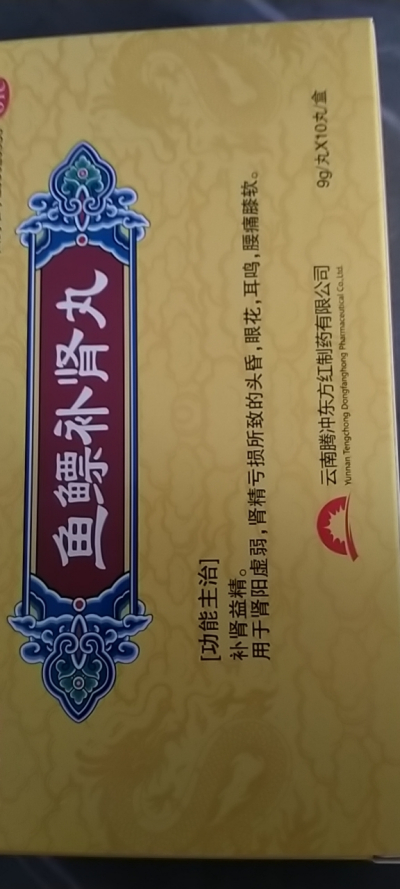 鱼鳔补肾丸
[功能主治]
补肾益精。
用于肾阳虚弱,肾精亏损所致的头昏,眼花,耳鸣,腰痛膝软。
云南腾冲东方红制药有限公司
Yunnan Tengchong Dongfanghong Pharmaceutical Co.,Ltd.
9g/丸X10丸/盒